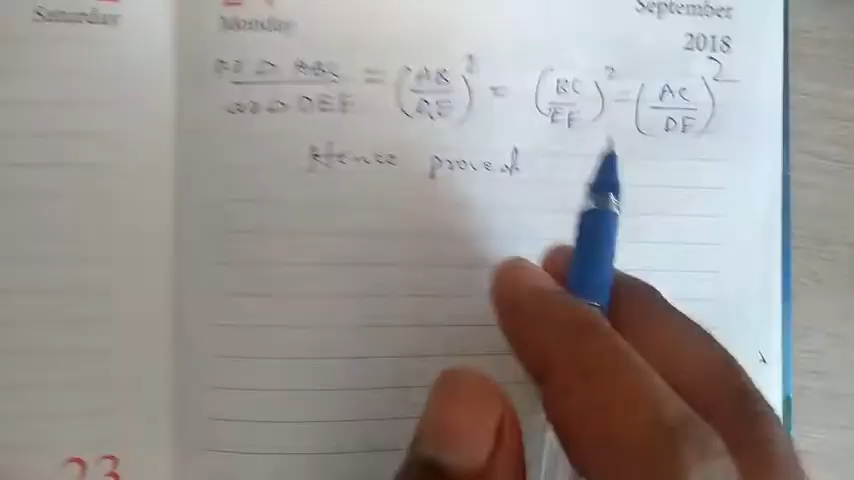 Saturday
Monday
September
2018
ar △ ABC / ar △ DEF = (AB/DE)² = (BC/EF)² = (AC/DF)²
Hence proved
23